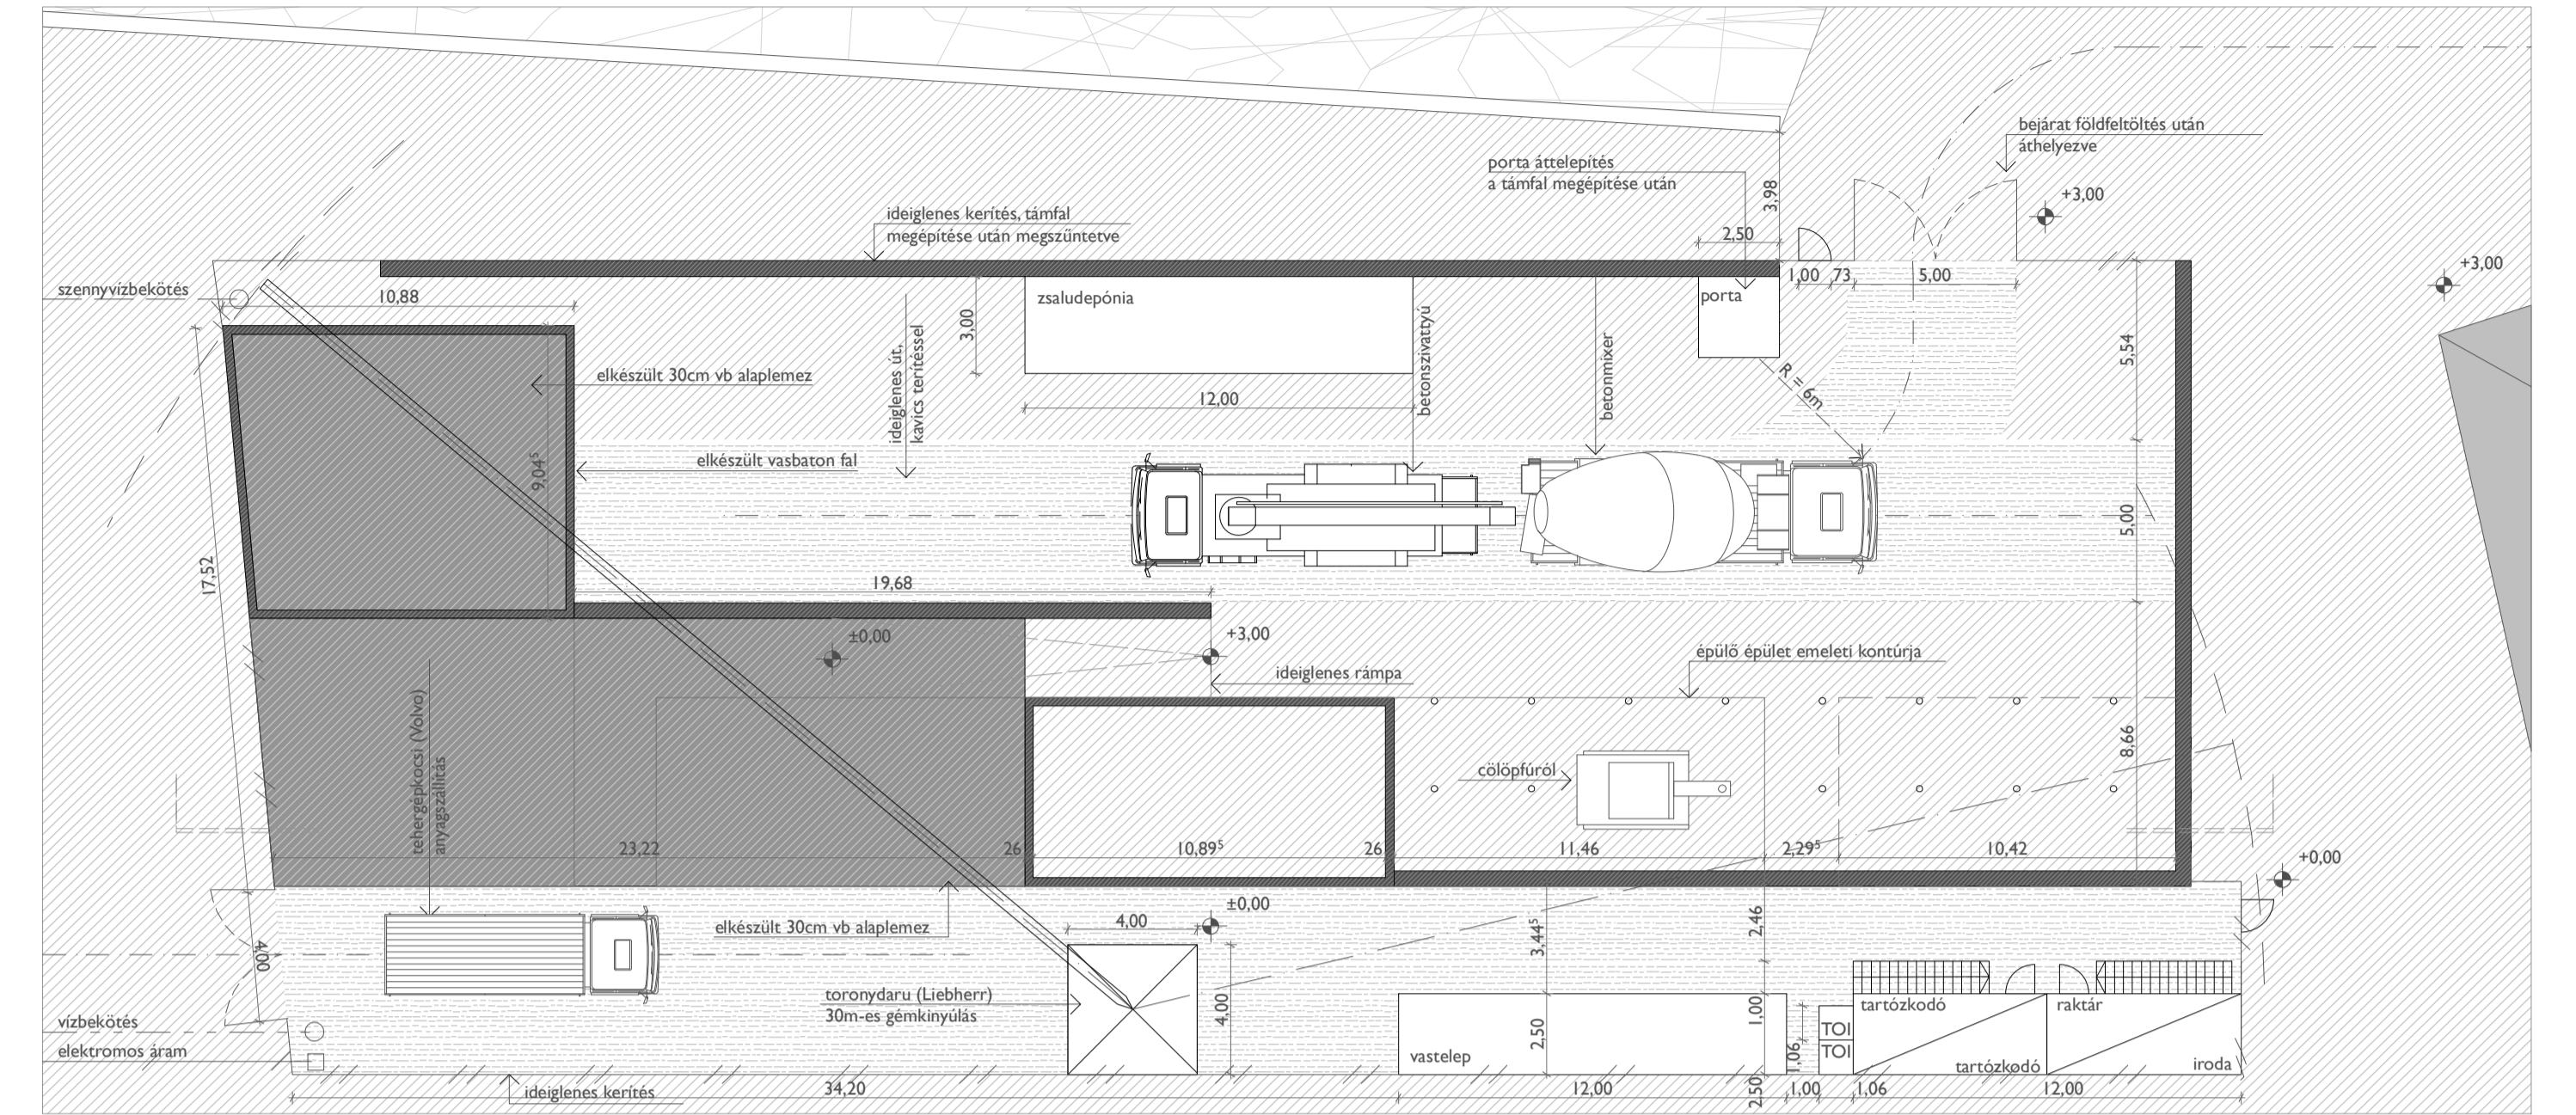 bejárat földfeltöltés után
áthelyezve
porta áttelepítés
a támfal megépítése után
3,98
+3,00
ideiglenes kerítés, támfal
megépítése után megszűntetve
2,50
+3,00
szennyvízbekötés
10,88
zsaludepónia
porta
1,00
73
5,00
3,00
ideiglenes út,
kavics terítéssel
betonszivattyú
betonmixer
5,54
elkészült 30cm vb alaplemez
R = 6m
12,00
elkészült vasbaton fal
9,04⁵
5,00
17,52
19,68
±0,00
+3,00
ideiglenes rámpa
épülő épület emeleti kontúrja
tehergépkocsi (Volvo)
anyagszállítás
8,66
cölöpfúról
23,22
26
10,89⁵
26
11,46
2,29⁵
10,42
+0,00
4,00
elkészült 30cm vb alaplemez
4,00
±0,00
3,44⁵
2,46
toronydaru (Liebherr)
30m-es gémkinyúlás
4,00
tartózkodó
raktár
vízbekötés
2,50
1,00
TOI
TOI
elektromos áram
vastelep
1,06
tartózkodó
iroda
ideiglenes kerítés
34,20
12,00
2,50
1,00
1,06
12,00